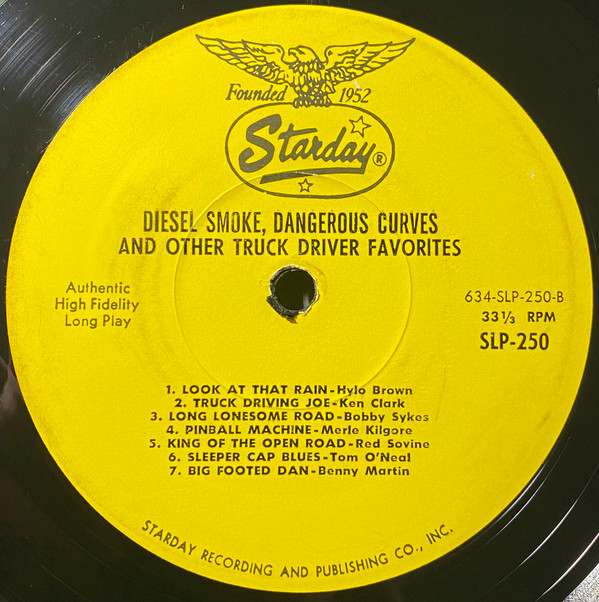 Founded 1952
Starday®
DIESEL SMOKE, DANGEROUS CURVES
AND OTHER TRUCK DRIVER FAVORITES
Authentic
High Fidelity
Long Play
634-SLP-250-B
33⅓ RPM
SLP-250
1. LOOK AT THAT RAIN-Hylo Brown
2. TRUCK DRIVING JOE-Ken Clark
3. LONG LONESOME ROAD-Bobby Sykes
4. PINBALL MACHINE-Merle Kilgore
5. KING OF THE OPEN ROAD-Red Sovine
6. SLEEPER CAP BLUES-Tom O'Neal
7. BIG FOOTED DAN-Benny Martin
STARDAY RECORDING AND PUBLISHING CO., INC.